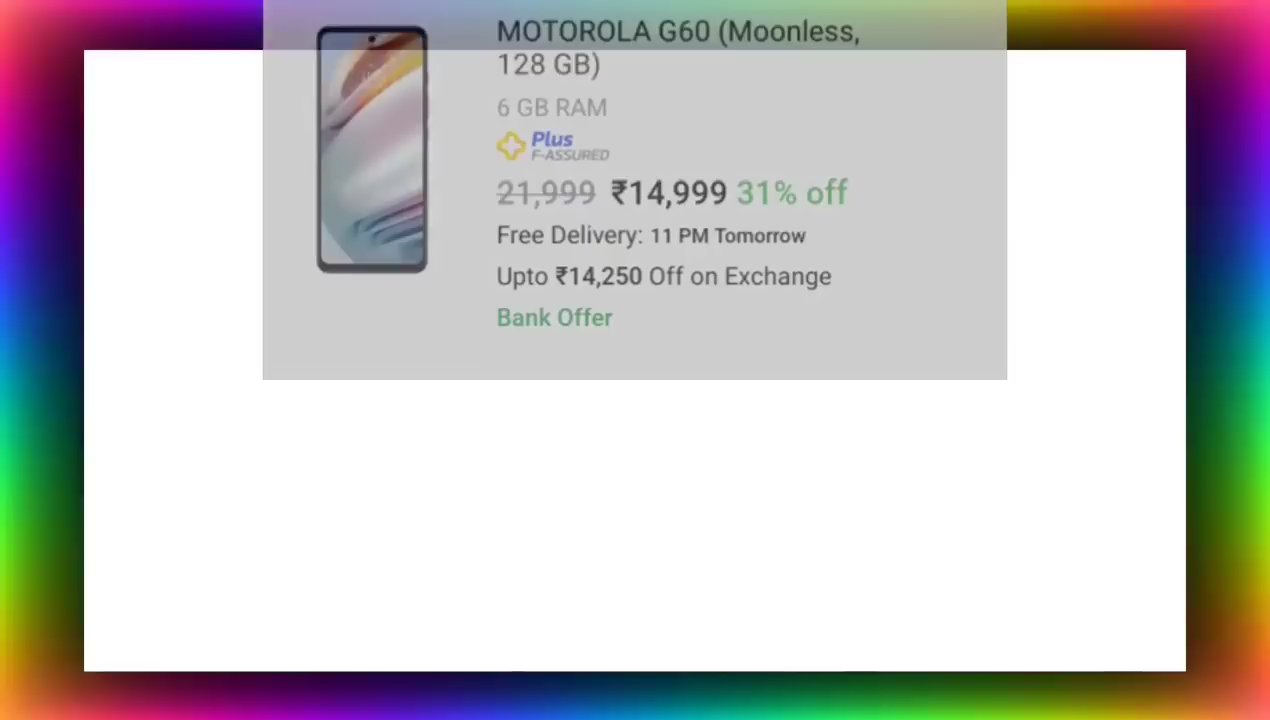 MOTOROLA G60 (Moonless,
128 GB)
6 GB RAM
Plus
F-ASSURED
21,999 ₹14,999 31% off
Free Delivery: 11 PM Tomorrow
Upto ₹14,250 Off on Exchange
Bank Offer